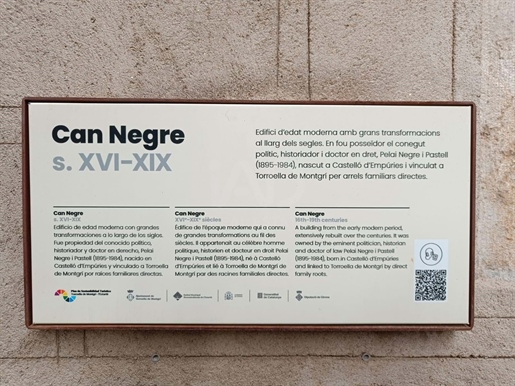 Can Negre
s. XVI-XIX
Edifici d'edat moderna amb grans transformacions
al llarg dels segles. En fou posseïdor el conegut
polític, historiador i doctor en dret, Pelai Negre i Pastell
(1895-1984), nascut a Castelló d'Empúries i vinculat a
Torroella de Montgrí per arrels familiars directes.
Can Negre
s. XVI-XIX
Edificio de edad moderna con grandes
transformaciones a lo largo de los siglos.
Fue propiedad del conocido político,
historiador y doctor en derecho, Pelai
Negre i Pastell (1895-1984), nacido en
Castelló d'Empúries y vinculado a Torroella
de Montgrí por raíces familiares directas.
Can Negre
XVIᵉ-XIXᵉ siècles
Édifice de l'époque moderne qui a connu
de grandes transformations au fil des
siècles. Il appartenait au célèbre homme
politique, historien et docteur en droit Pelai
Negre i Pastell (1895-1984), né à Castelló
d'Empúries et lié à Torroella de Montgrí
par des racines familiales directes.
Can Negre
16th-19th centuries
A building from the early modern period,
extensively rebuilt over the centuries. It was
owned by the eminent politician, historian
and doctor of law Pelai Negre i Pastell
(1895-1984), born in Castelló d'Empúries
and linked to Torroella de Montgrí by direct
family roots.